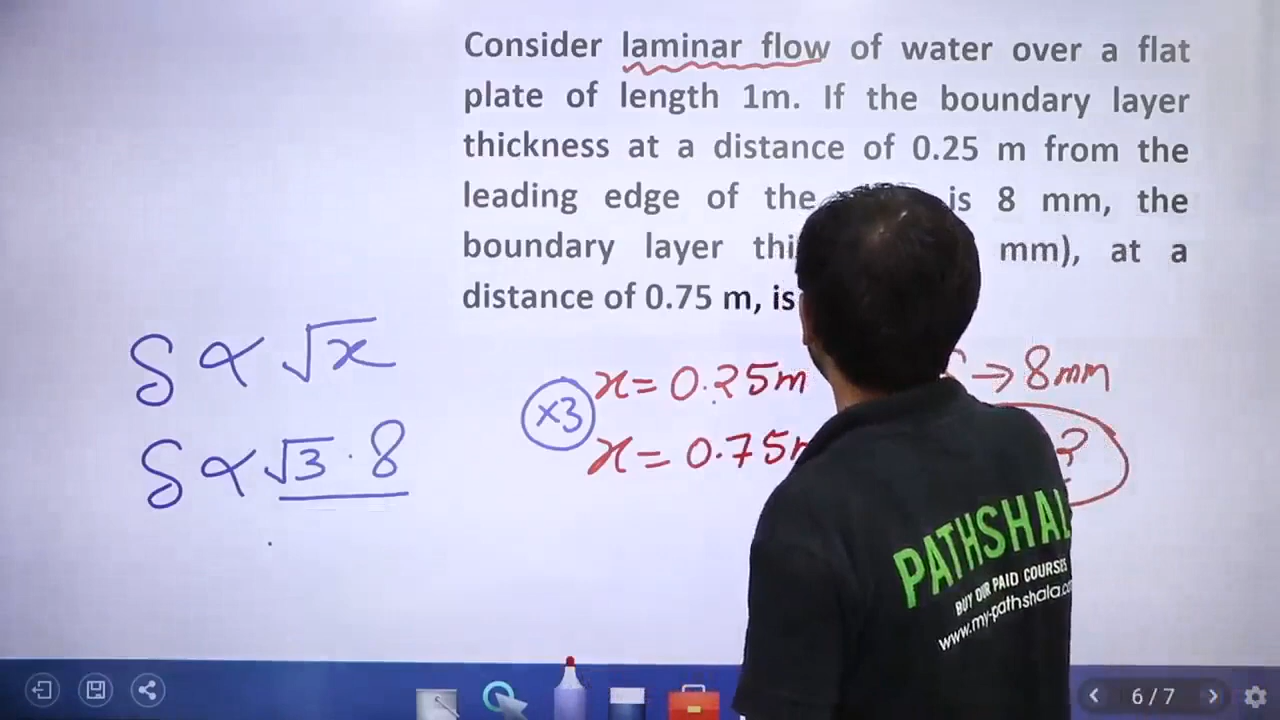 Consider laminar flow of water over a flat
plate of length 1m. If the boundary layer
thickness at a distance of 0.25 m from the
leading edge of the is 8 mm, the
boundary layer mm), at a
distance of 0.75 m, is
δ ∝ √x
x = 0.25m → 8mm
×3
δ ∝ √3 · 8
x = 0.75 ?
PATHSHAL
BUY OUR PAID COURSES
www.my-pathshala.co
6 / 7